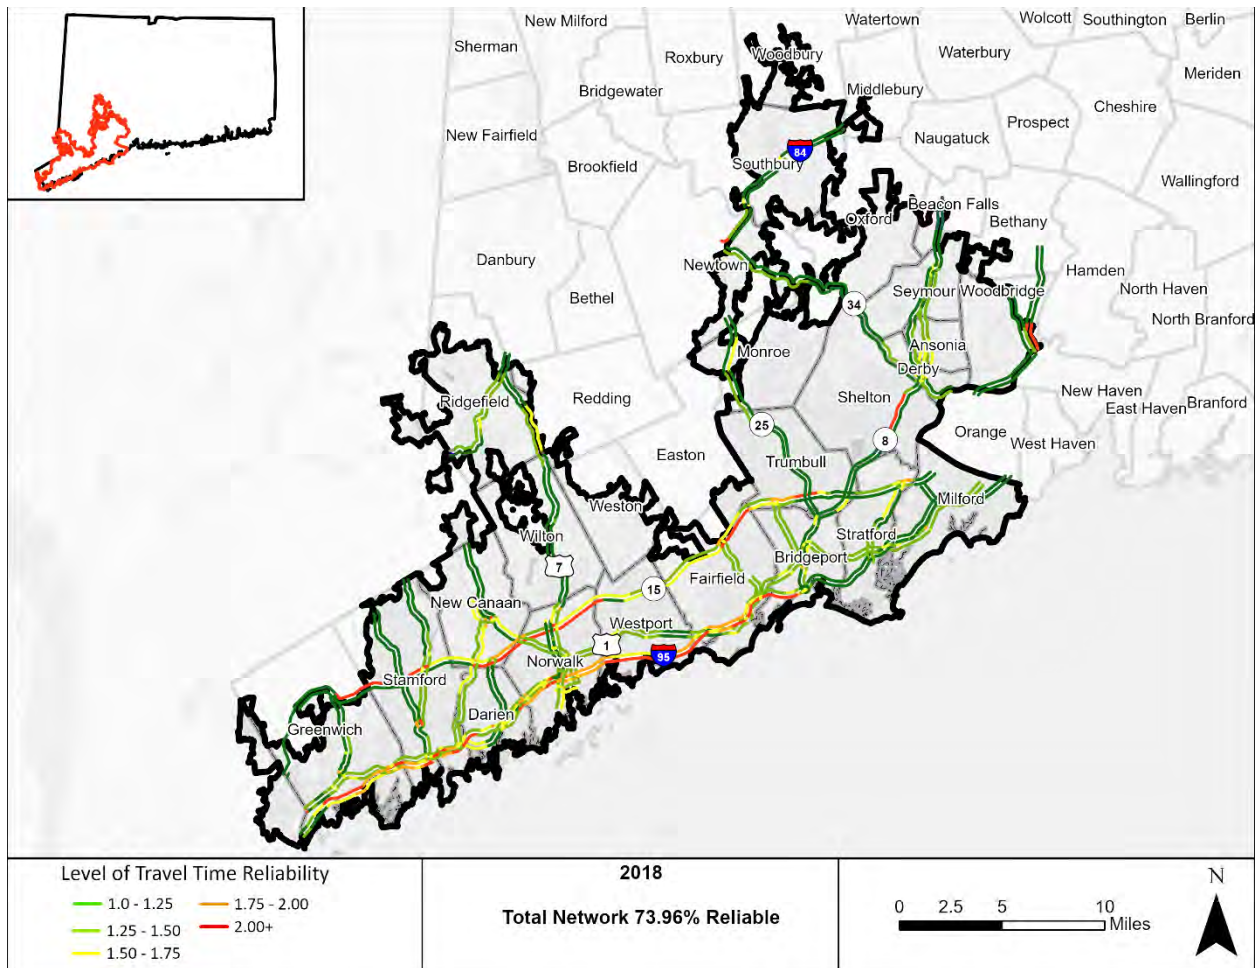 New Milford
Watertown
Wolcott
Southington
Berlin
Sherman
Roxbury
Woodbury
Waterbury
Meriden
Bridgewater
Middlebury
Cheshire
New Fairfield
Naugatuck
Prospect
Brookfield
84
Southbury
Wallingford
Beacon Falls
Oxford
Bethany
Danbury
Newtown
Hamden
Bethel
Seymour
Woodbridge
North Haven
34
North Branford
Monroe
Ansonia
Derby
Ridgefield
Redding
Shelton
New Haven
East Haven
Branford
25
Orange
8
West Haven
Easton
Trumbull
Weston
Milford
Wilton
Stratford
Bridgeport
7
Fairfield
15
New Canaan
Westport
1
95
Norwalk
Stamford
Darien
Greenwich
Level of Travel Time Reliability
1.0 - 1.25
1.75 - 2.00
1.25 - 1.50
2.00+
1.50 - 1.75
2018
Total Network 73.96% Reliable
0 2.5 5 10
Miles
N